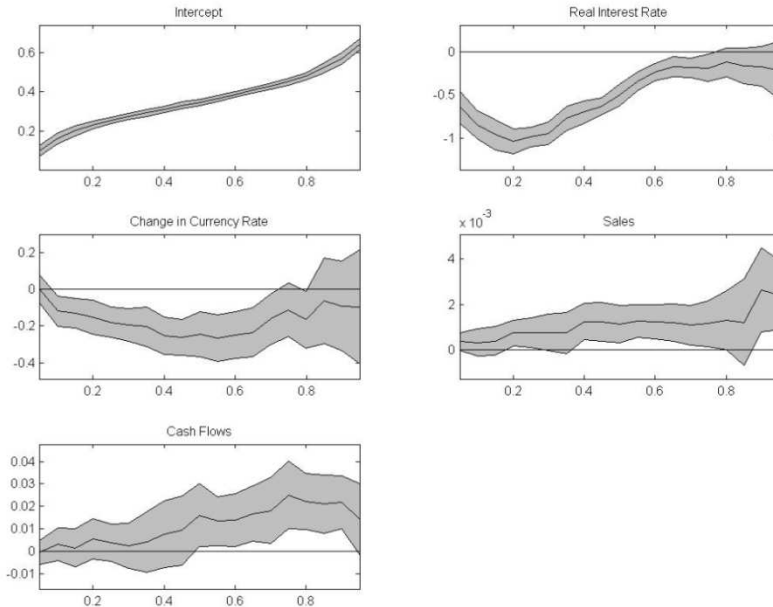 Intercept
0.6
0.4
0.2
0.2 0.4 0.6 0.8
Real Interest Rate
0
-0.5
-1
0.2 0.4 0.6 0.8
Change in Currency Rate
0.2
0
-0.2
-0.4
0.2 0.4 0.6 0.8
Sales
x 10⁻³
4
2
0
0.2 0.4 0.6 0.8
Cash Flows
0.04
0.03
0.02
0.01
0
-0.01
0.2 0.4 0.6 0.8